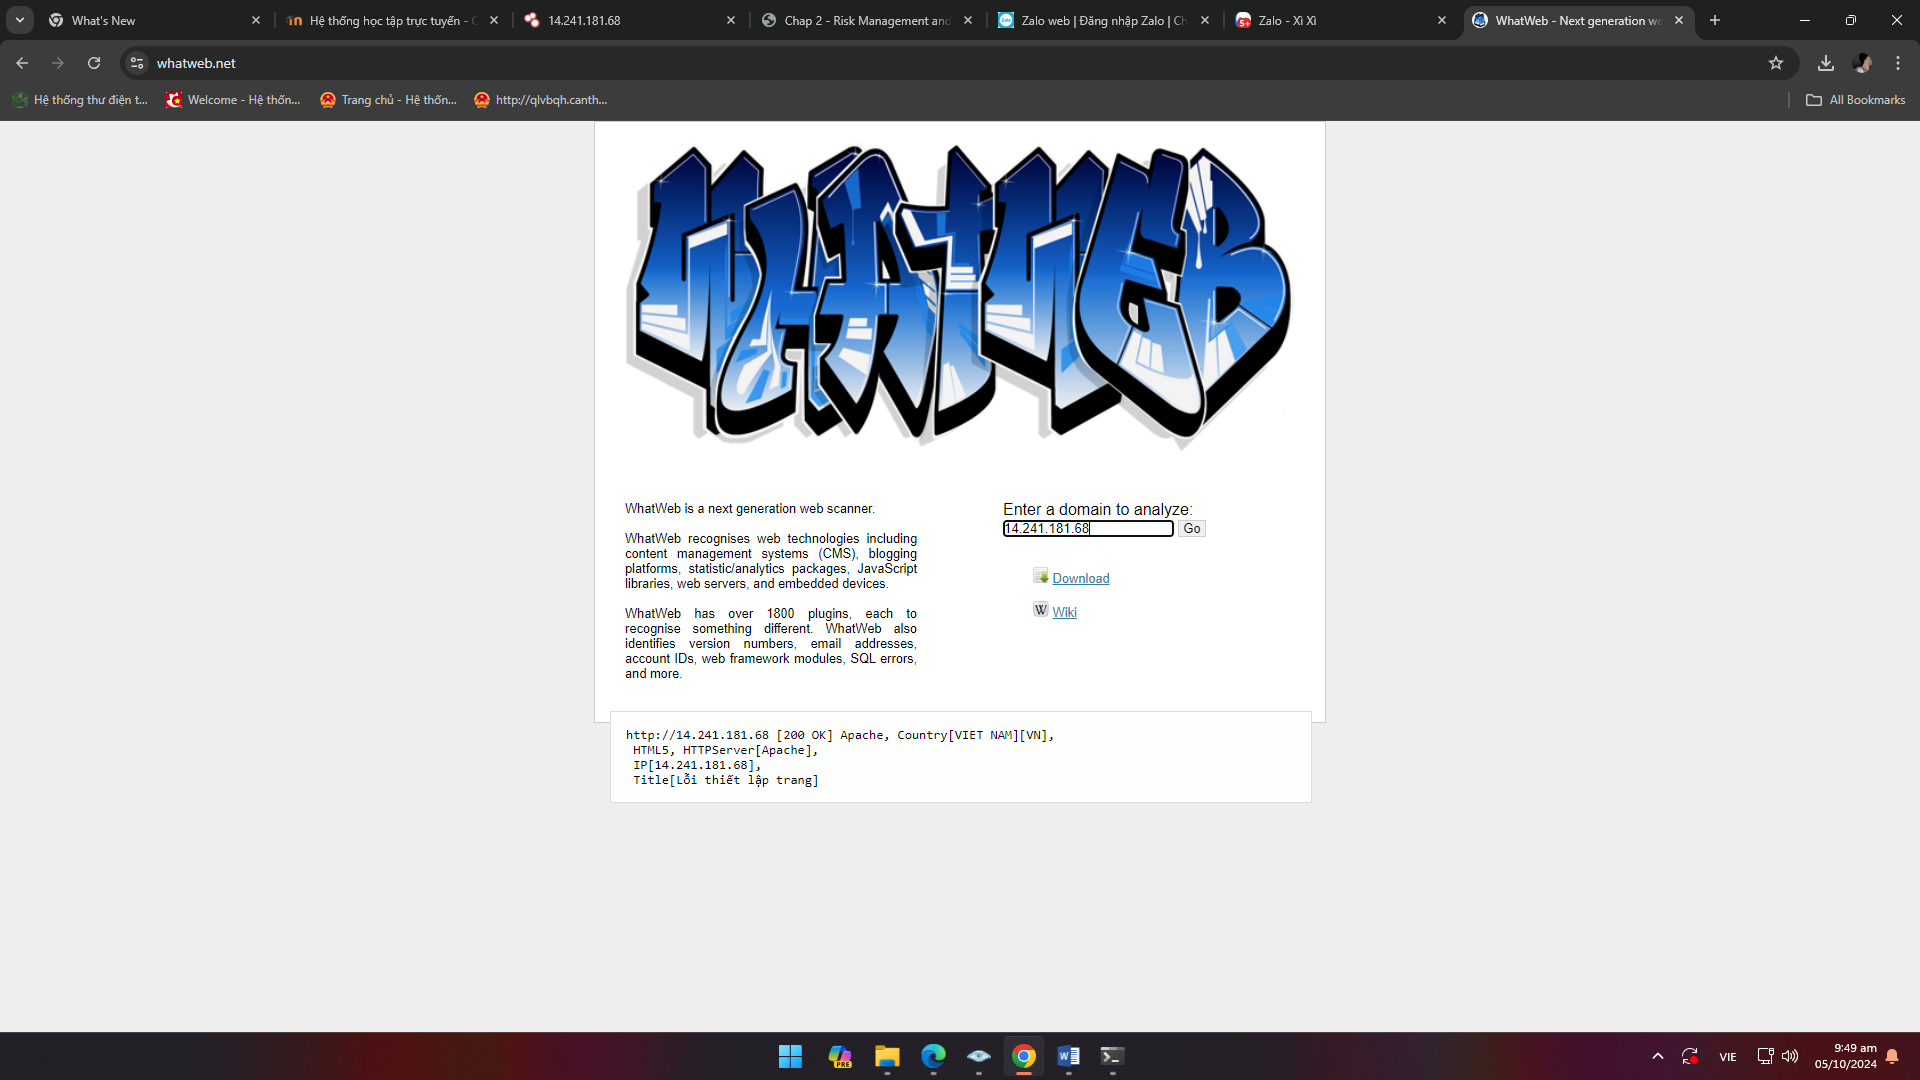 What's New
Hệ thống học tập trực tuyến - C
14.241.181.68
Chap 2 - Risk Management and
Zalo web | Đăng nhập Zalo | Ch
Zalo - Xì Xì
WhatWeb - Next generation we
whatweb.net
Hệ thống thư điện t...
Welcome - Hệ thốn...
Trang chủ - Hệ thốn...
http://qlvbqh.canth...
All Bookmarks
WHATWEB
WhatWeb is a next generation web scanner.
WhatWeb recognises web technologies including
content management systems (CMS), blogging
platforms, statistic/analytics packages, JavaScript
libraries, web servers, and embedded devices.
WhatWeb has over 1800 plugins, each to
recognise something different. WhatWeb also
identifies version numbers, email addresses,
account IDs, web framework modules, SQL errors,
and more.
Enter a domain to analyze:
14.241.181.68 Go
Download
W Wiki
http://14.241.181.68 [200 OK] Apache, Country[VIET NAM][VN],
HTML5, HTTPServer[Apache],
IP[14.241.181.68],
Title[Lỗi thiết lập trang]
PRE
VIE
9:49 am
05/10/2024